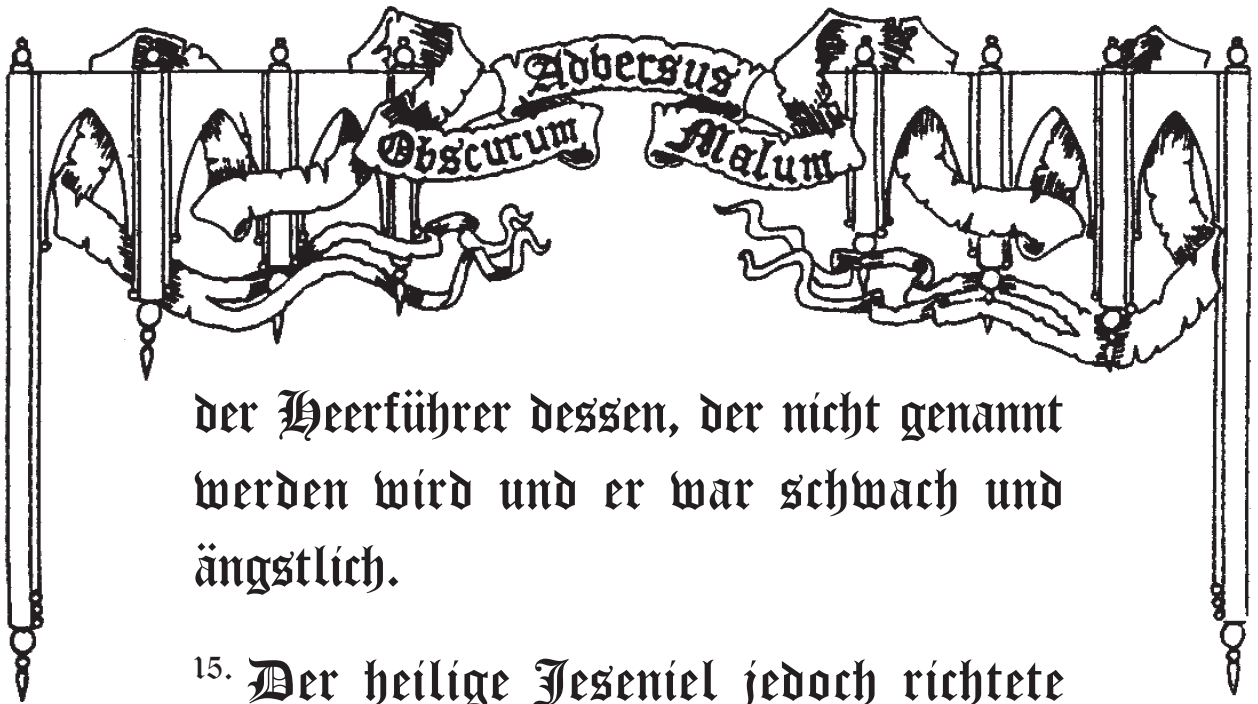 Adversus
Obscurum Malum
der Heerführer dessen, der nicht genannt
werden wird und er war schwach und
ängstlich.
15. Der heilige Jeseniel jedoch richtete